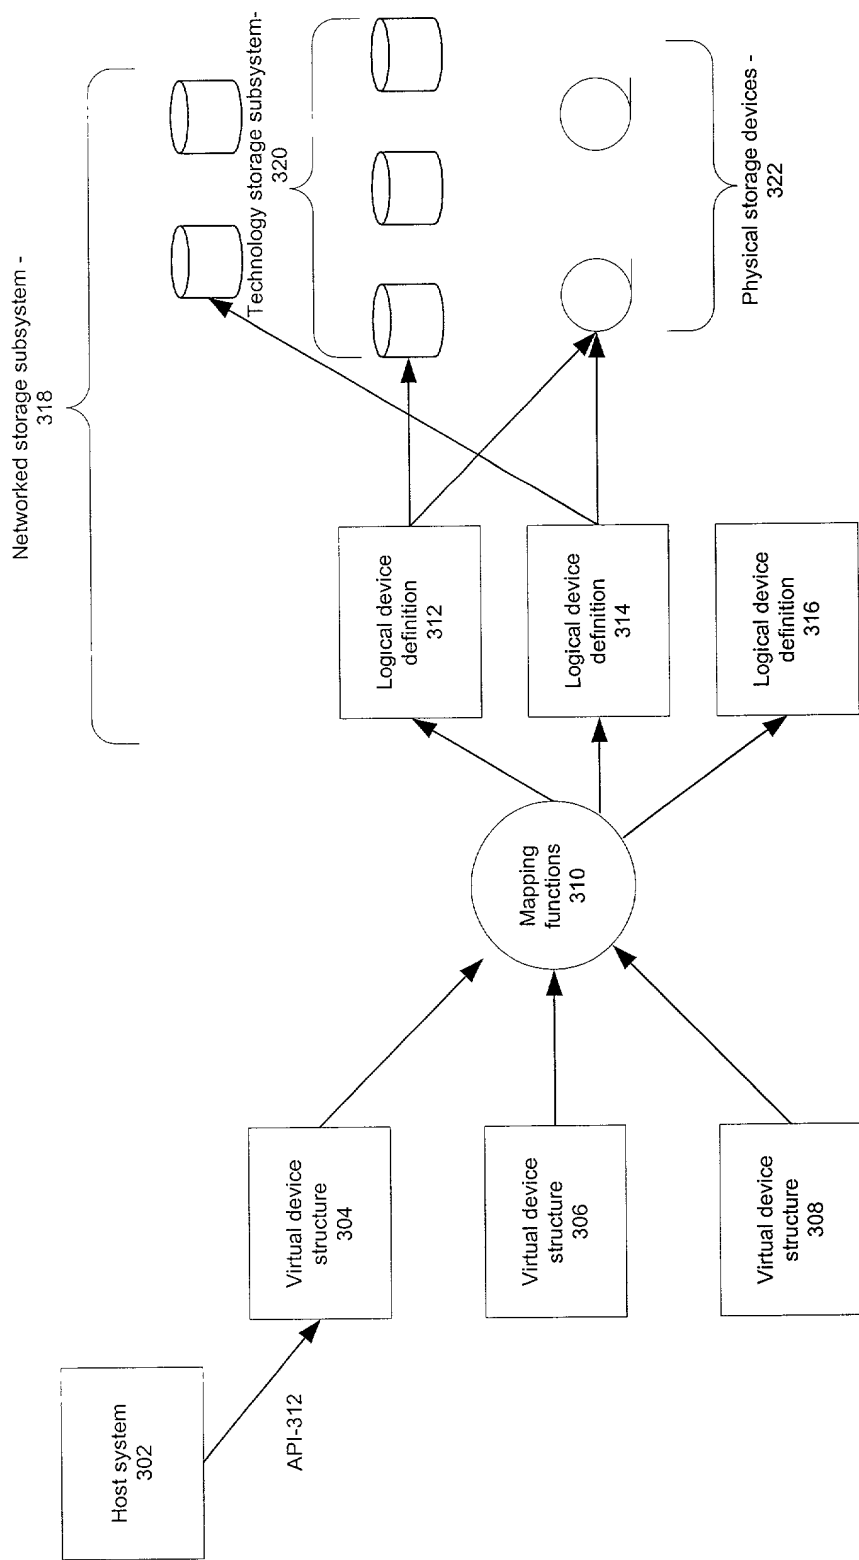 Networked storage subsystem -
318
Technology storage subsystem-
320
Physical storage devices -
322
Host system
302
API-312
Virtual device
structure
304
Virtual device
structure
306
Virtual device
structure
308
Mapping
functions
310
Logical device
definition
312
Logical device
definition
314
Logical device
definition
316